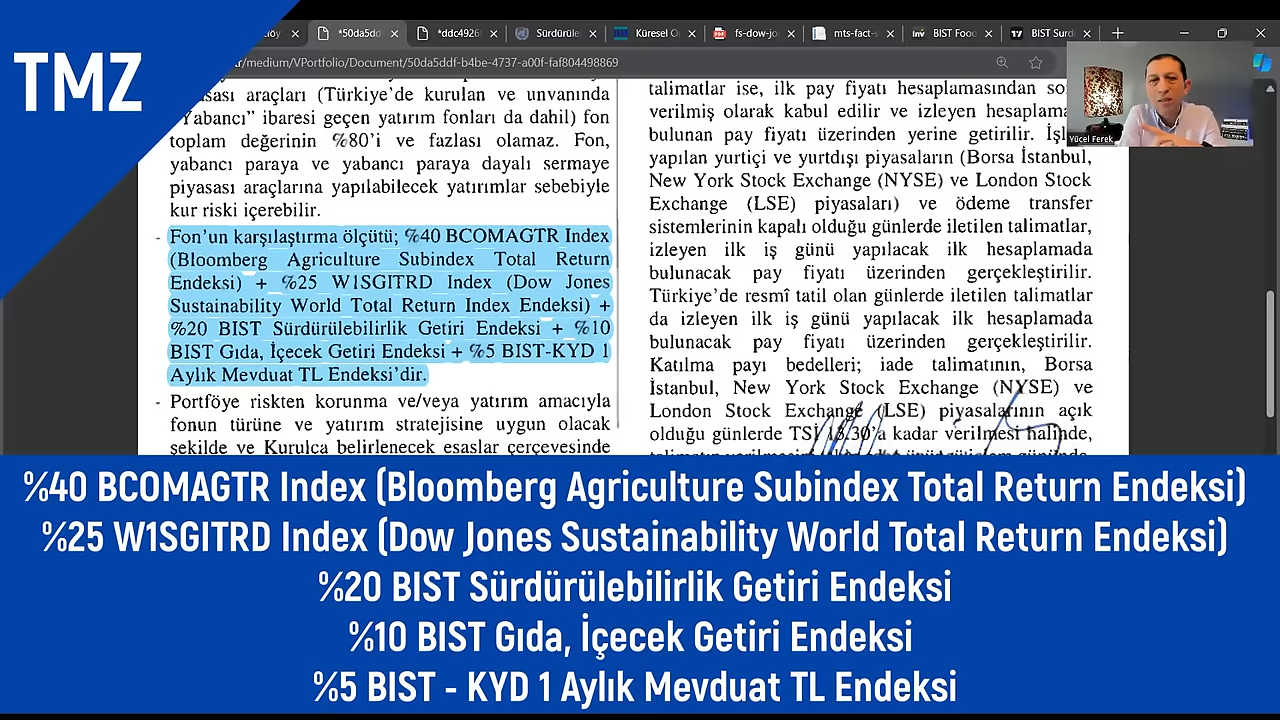 TMZ
*50da5dd
*ddc4926
Sürdürüle
Küresel O
fs-dow-jo
mts-fact-s
BIST Food
BIST Surd
/medium/VPortfolio/Document/50da5ddf-b4be-4737-a00f-faf804498869
Yücel Ferek
araçları (Türkiye'de kurulan ve unvanında
"Yabancı" ibaresi geçen yatırım fonları da dahil) fon
toplam değerinin %80'i ve fazlası olamaz. Fon,
yabancı paraya ve yabancı paraya dayalı sermaye
piyasası araçlarına yapılabilecek yatırımlar sebebiyle
kur riski içerebilir.
- Fon'un karşılaştırma ölçütü; %40 BCOMAGTR Index
(Bloomberg Agriculture Subindex Total Return
Endeksi) + %25 W1SGITRD Index (Dow Jones
Sustainability World Total Return Index Endeksi) +
%20 BIST Sürdürülebilirlik Getiri Endeksi + %10
BIST Gıda, İçecek Getiri Endeksi + %5 BIST-KYD 1
Aylık Mevduat TL Endeksi'dir.
- Portföye riskten korunma ve/veya yatırım amacıyla
fonun türüne ve yatırım stratejisine uygun olacak
şekilde ve Kurulca belirlenecek esaslar çerçevesinde
talimatlar ise, ilk pay fiyatı hesaplamasından
verilmiş olarak kabul edilir ve izleyen
bulunan pay fiyatı üzerinden yerine getirilir.
yapılan yurtiçi ve yurtdışı piyasaların (Borsa İstanbul,
New York Stock Exchange (NYSE) ve London Stock
Exchange (LSE) piyasaları) ve ödeme transfer
sistemlerinin kapalı olduğu günlerde iletilen talimatlar,
izleyen ilk iş günü yapılacak ilk hesaplamada
bulunacak pay fiyatı üzerinden gerçekleştirilir.
Türkiye'de resmî tatil olan günlerde iletilen talimatlar
da izleyen ilk iş günü yapılacak ilk hesaplamada
bulunacak pay fiyatı üzerinden gerçekleştirilir.
Katılma payı bedelleri; iade talimatının, Borsa
İstanbul, New York Stock Exchange (NYSE) ve
London Stock Exchange (LSE) piyasalarının açık
olduğu günlerde TSİ 13.30'a kadar verilmesi halinde,
%40 BCOMAGTR Index (Bloomberg Agriculture Subindex Total Return Endeksi)
%25 W1SGITRD Index (Dow Jones Sustainability World Total Return Endeksi)
%20 BIST Sürdürülebilirlik Getiri Endeksi
%10 BIST Gıda, İçecek Getiri Endeksi
%5 BIST - KYD 1 Aylık Mevduat TL Endeksi